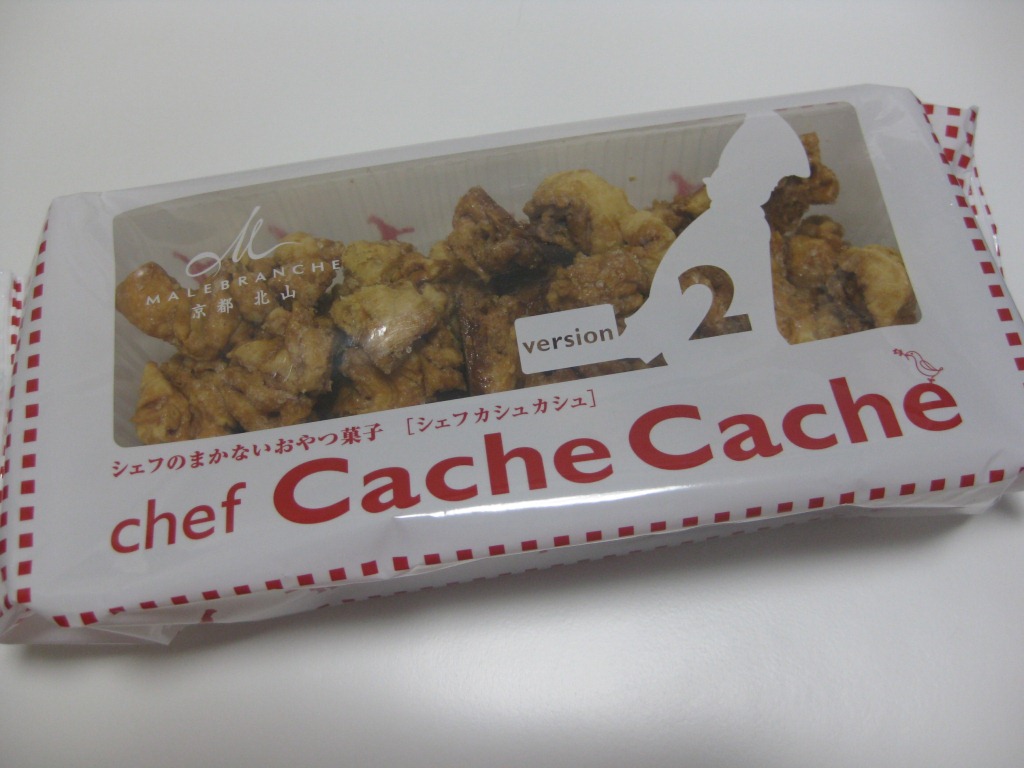 MALEBRANCHE
京都 北山
version 2
シェフのまかないおやつ菓子 [シェフカシュカシュ]
chef Cache Cache